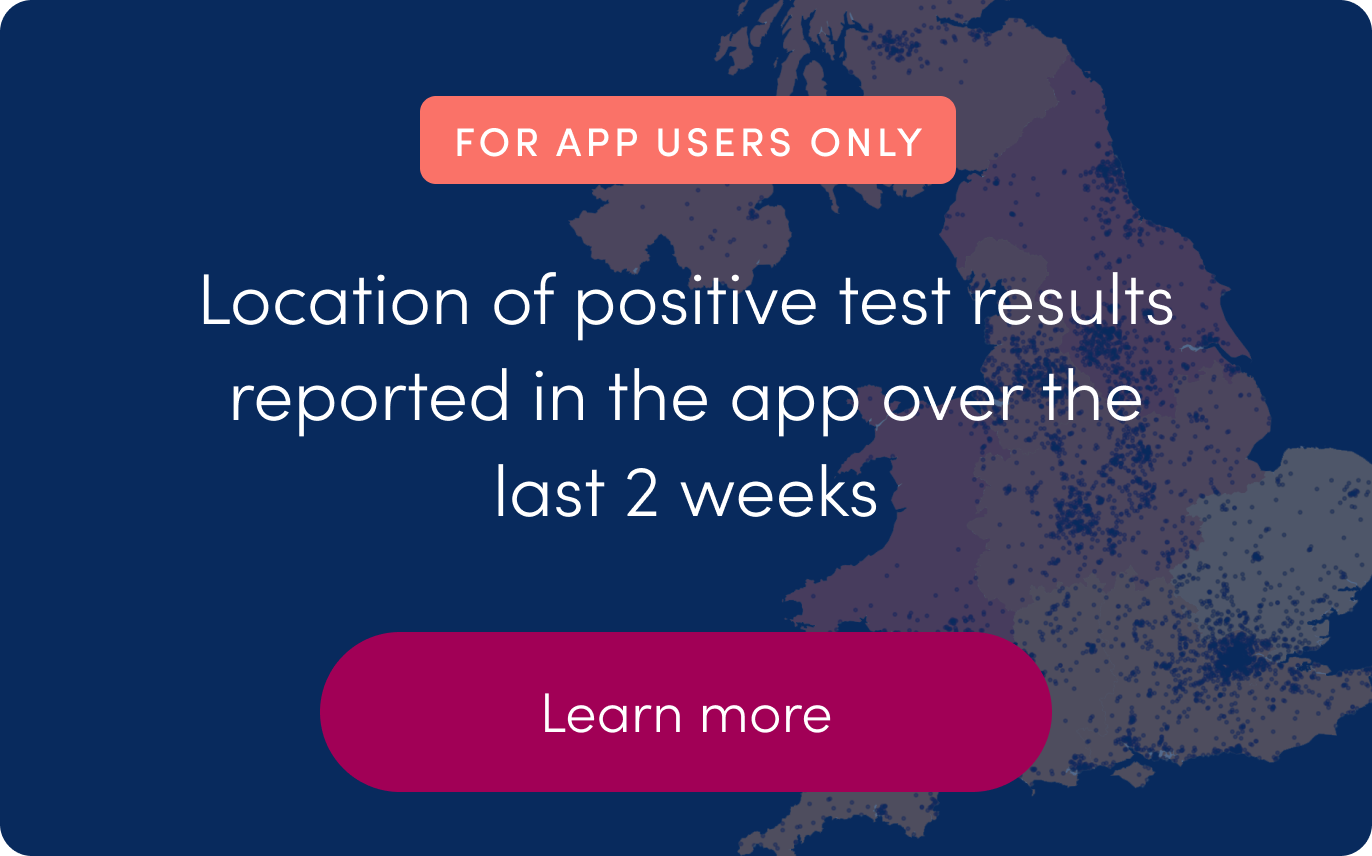 FOR APP USERS ONLY
Location of positive test results
reported in the app over the
last 2 weeks
Learn more